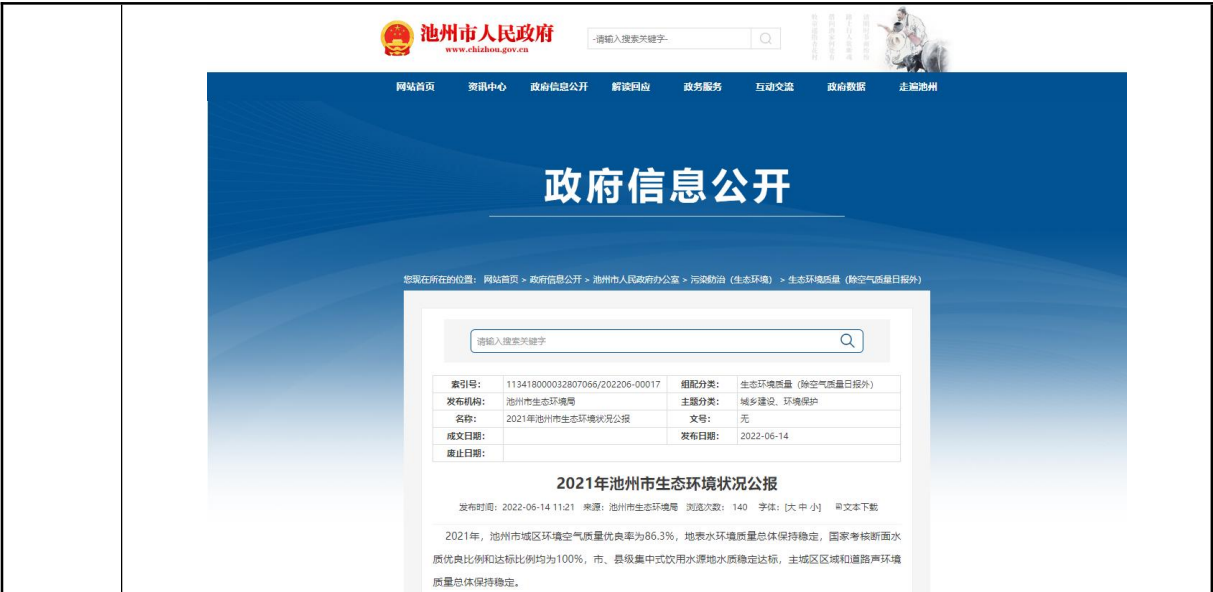 池州市人民政府
www.chizhou.gov.cn
-请输入搜索关键字-
网站首页 资讯中心 政府信息公开 解读回应 政务服务 互动交流 政府数据 走遍池州
政府信息公开
您现在所在的位置： 网站首页 > 政府信息公开 > 池州市人民政府办公室 > 污染防治（生态环境） > 生态环境质量（除空气质量日报外）
请输入搜索关键字
索引号： 113418000032807066/202206-00017 组配分类： 生态环境质量（除空气质量日报外）
发布机构： 池州市生态环境局 主题分类： 城乡建设、环境保护
名称： 2021年池州市生态环境状况公报 文号： 无
成文日期： 发布日期： 2022-06-14
废止日期：
2021年池州市生态环境状况公报
发布时间：2022-06-14 11:21 来源：池州市生态环境局 浏览次数： 140 字体：[大 中 小] 文本下载
2021年，池州市城区环境空气质量优良率为86.3%，地表水环境质量总体保持稳定，国家考核断面水
质优良比例和达标比例均为100%，市、县级集中式饮用水源地水质稳定达标，主城区区域和道路声环境
质量总体保持稳定。